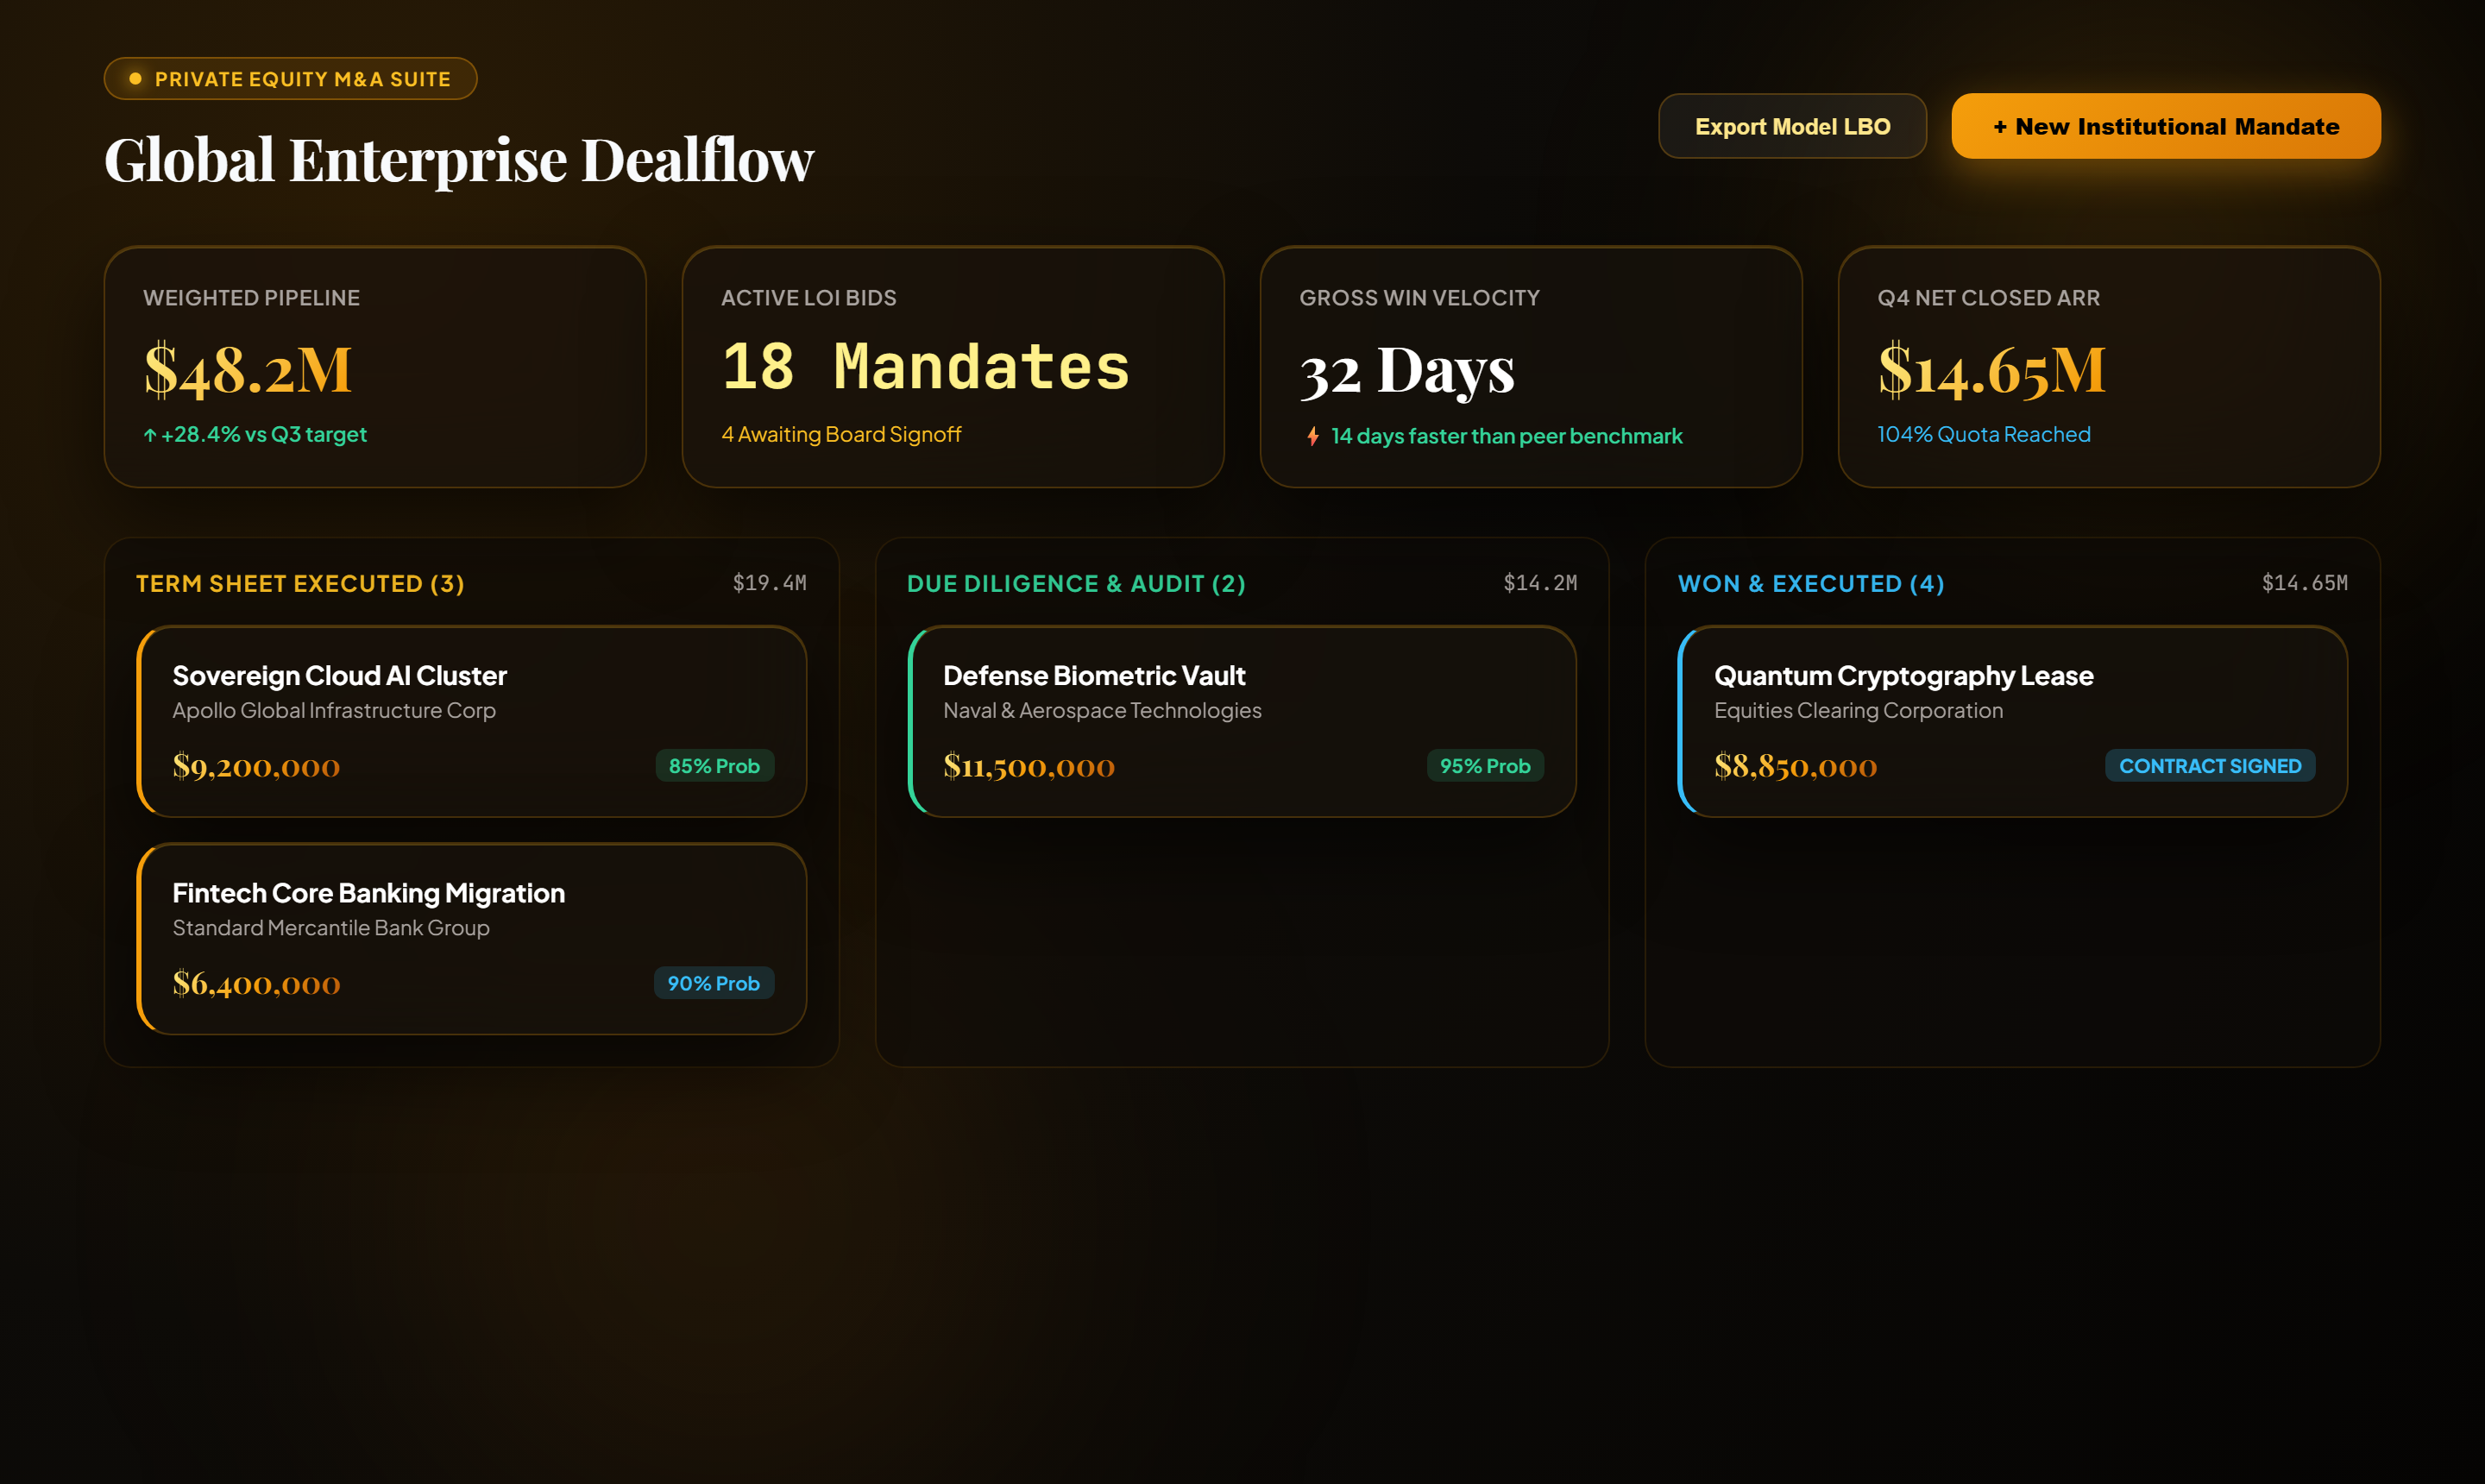 PRIVATE EQUITY M&A SUITE
Global Enterprise Dealflow
Export Model LBO
+ New Institutional Mandate
WEIGHTED PIPELINE
$48.2M
↑ +28.4% vs Q3 target
ACTIVE LOI BIDS
18 Mandates
4 Awaiting Board Signoff
GROSS WIN VELOCITY
32 Days
⚡ 14 days faster than peer benchmark
Q4 NET CLOSED ARR
$14.65M
104% Quota Reached
TERM SHEET EXECUTED (3)
$19.4M
Sovereign Cloud AI Cluster
Apollo Global Infrastructure Corp
$9,200,000
85% Prob
Fintech Core Banking Migration
Standard Mercantile Bank Group
$6,400,000
90% Prob
DUE DILIGENCE & AUDIT (2)
$14.2M
Defense Biometric Vault
Naval & Aerospace Technologies
$11,500,000
95% Prob
WON & EXECUTED (4)
$14.65M
Quantum Cryptography Lease
Equities Clearing Corporation
$8,850,000
CONTRACT SIGNED